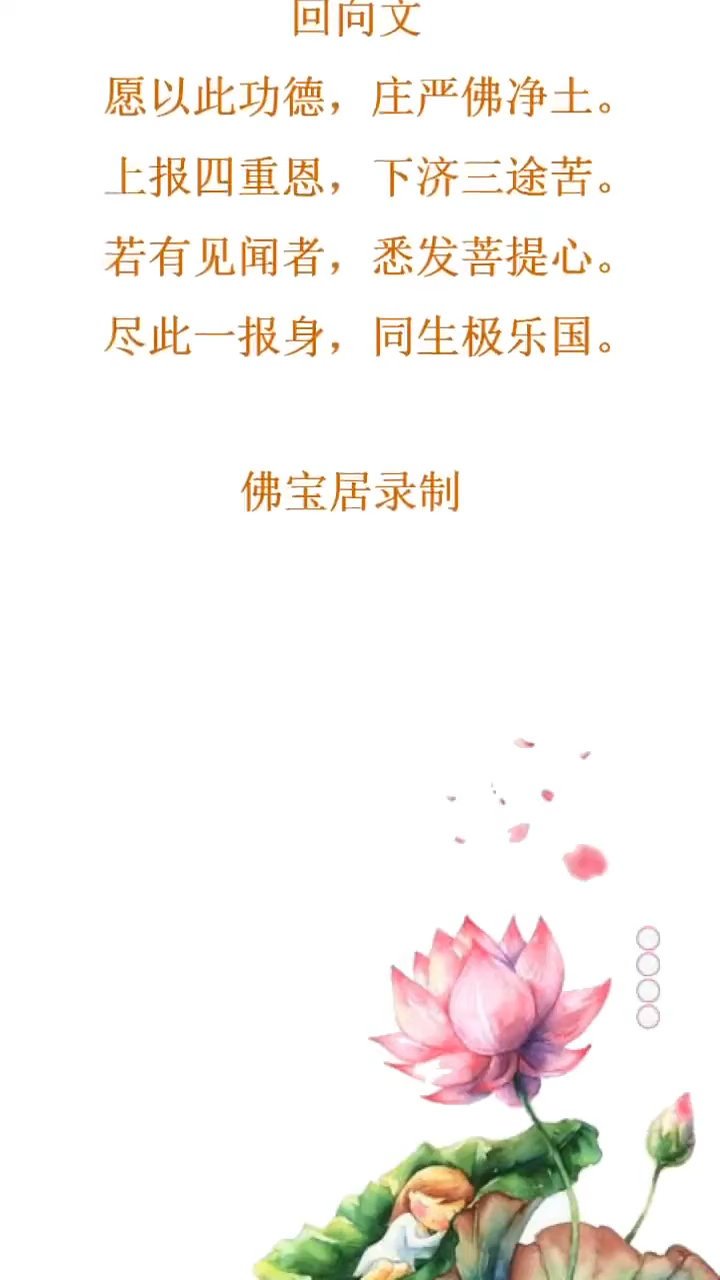 回向文
愿以此功德，庄严佛净土。
上报四重恩，下济三途苦。
若有见闻者，悉发菩提心。
尽此一报身，同生极乐国。
佛宝居录制